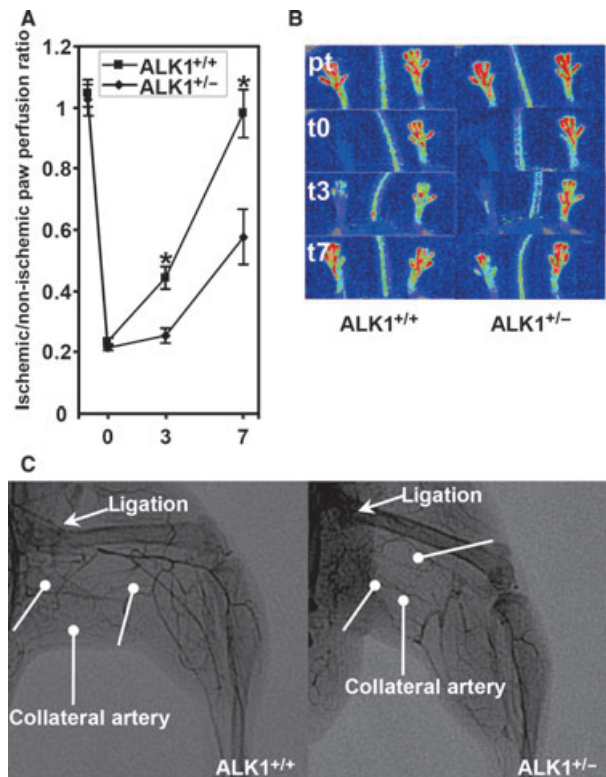 A
Ischemic/non-ischemic paw perfusion ratio
1.2
1
0.8
0.6
0.4
0.2
0
0
3
7
ALK1+/+
ALK1+/−
*
*
B
pt
t0
t3
t7
ALK1+/+
ALK1+/−
C
Ligation
Collateral artery
ALK1+/+
Ligation
Collateral artery
ALK1+/−